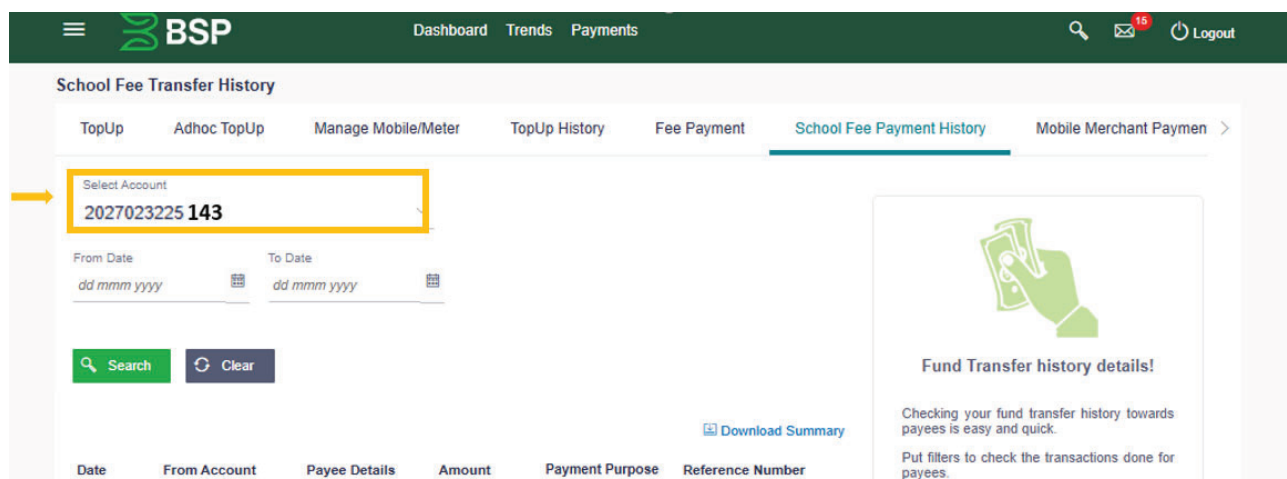 BSP Dashboard Trends Payments 15 Logout
School Fee Transfer History
TopUp Adhoc TopUp Manage Mobile/Meter TopUp History Fee Payment School Fee Payment History Mobile Merchant Paymen
Select Account
2027023225 143
From Date To Date
dd mmm yyyy dd mmm yyyy
Search Clear
Fund Transfer history details!
Checking your fund transfer history towards
payees is easy and quick.
Put filters to check the transactions done for
payees.
Download Summary
Date From Account Payee Details Amount Payment Purpose Reference Number